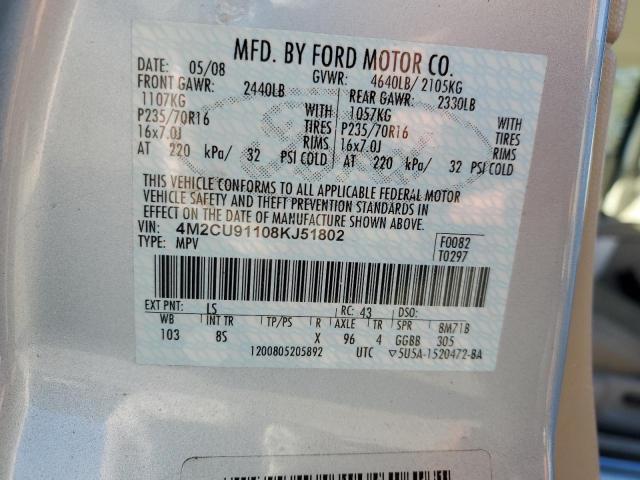 MFD. BY FORD MOTOR CO.
DATE: 05/08 GVWR: 4640LB/ 2105KG
FRONT GAWR: 2440LB REAR GAWR: 2330LB
1107KG WITH 1057KG WITH
P235/70R16 TIRES P235/70R16 TIRES
16x7.0J RIMS 16x7.0J RIMS
AT 220 kPa/ 32 PSI COLD AT 220 kPa/ 32 PSI COLD
THIS VEHICLE CONFORMS TO ALL APPLICABLE FEDERAL MOTOR
VEHICLE SAFETY AND THEFT PREVENTION STANDARDS IN
EFFECT ON THE DATE OF MANUFACTURE SHOWN ABOVE.
VIN: 4M2CU91108KJ51802
TYPE: MPV
F0082
T0297
EXT PNT: LS RC: 43 DSO:
WB INT TR TP/PS R AXLE TR SPR BM71B
103 8S X 96 4 GGBB 305
1200805205892 UTC ▽5U5A-1520472-BA